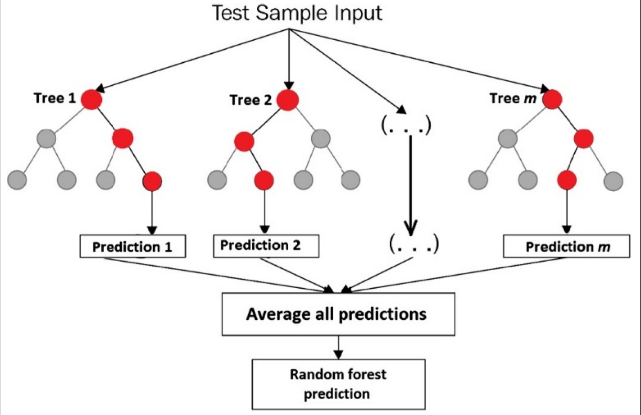 Test Sample Input
Tree 1
Tree 2
(. . .)
Tree m
Prediction 1
Prediction 2
(. . .)
Prediction m
Average all predictions
Random forest
prediction